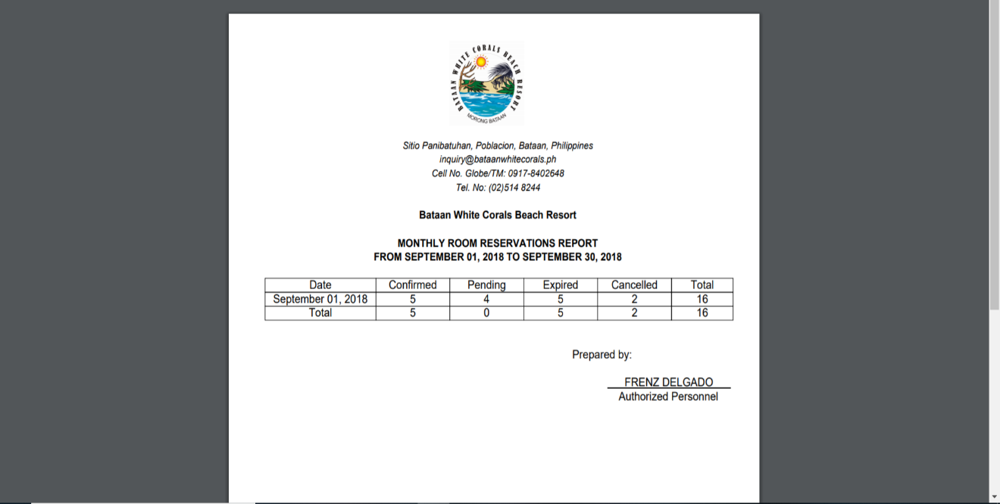 BATAAN WHITE CORALS BEACH RESORT
MORONG BATAAN
Sitio Panibatuhan, Poblacion, Bataan, Philippines
inquiry@bataanwhitecorals.ph
Cell No. Globe/TM: 0917-8402648
Tel. No: (02)514 8244
Bataan White Corals Beach Resort
MONTHLY ROOM RESERVATIONS REPORT
FROM SEPTEMBER 01, 2018 TO SEPTEMBER 30, 2018
Date Confirmed Pending Expired Cancelled Total
September 01, 2018 5 4 5 2 16
Total 5 0 5 2 16
Prepared by:
FRENZ DELGADO
Authorized Personnel